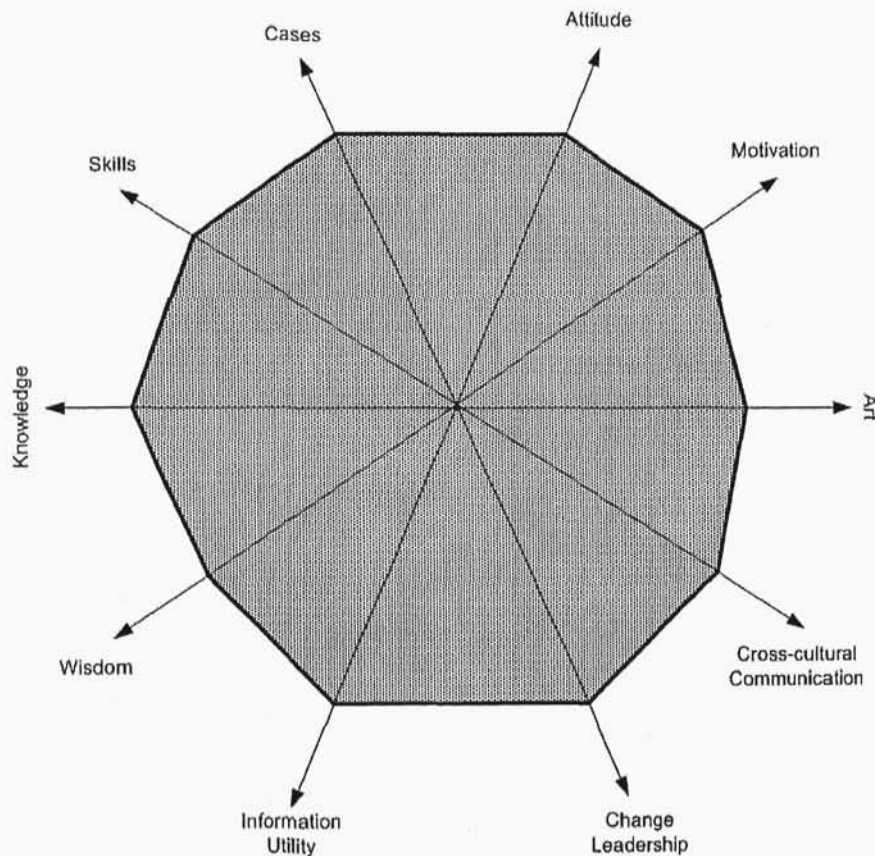 Attitude
Cases
Motivation
Skills
Knowledge
Art
Wisdom
Cross-cultural
Communication
Information
Utility
Change
Leadership